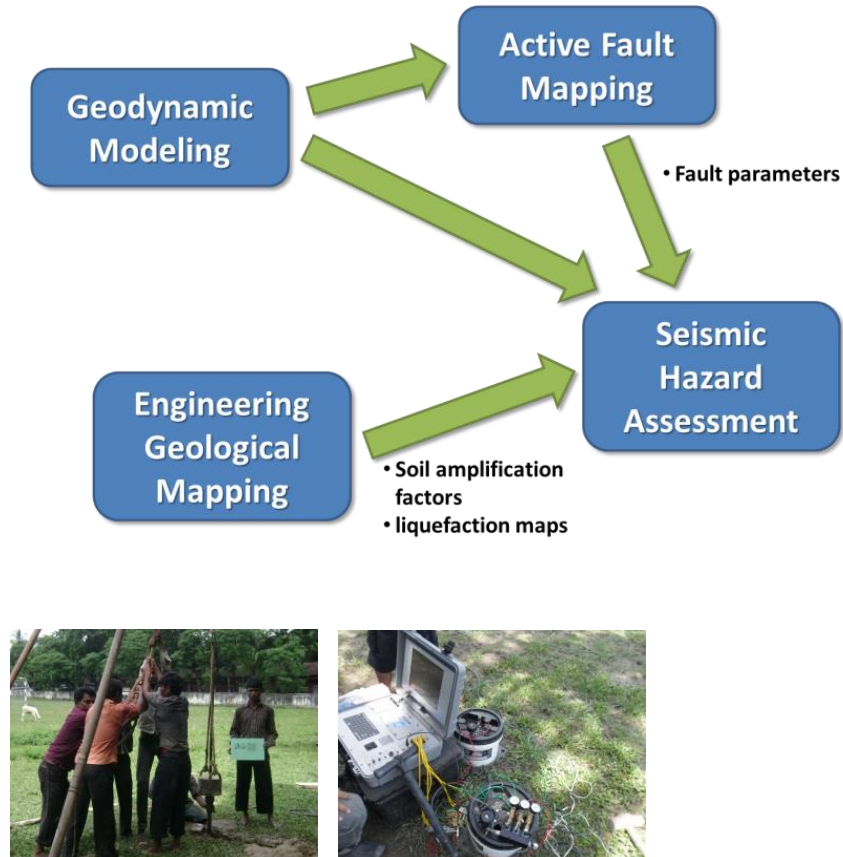 Active Fault
Mapping
Geodynamic
Modeling
• Fault parameters
Seismic
Hazard
Assessment
Engineering
Geological
Mapping
• Soil amplification
factors
• liquefaction maps